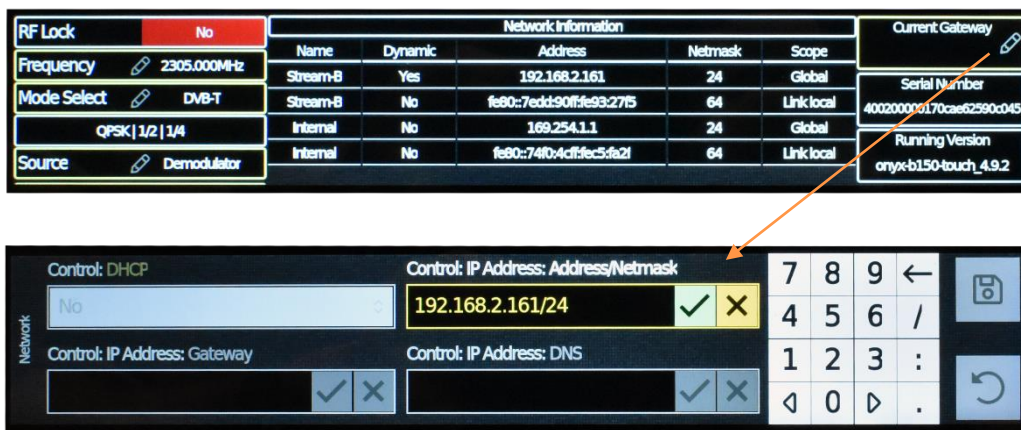 RF Lock No
Frequency 2305.000MHz
Mode Select DVB-T
QPSK | 1/2 | 1/4
Source Demodulator
Network Information
Name Dynamic Address Netmask Scope
Stream-B Yes 192.168.2.161 24 Global
Stream-B No fe80::7edd:90ff:fe93:27f5 64 Link local
Internal No 169.254.1.1 24 Global
Internal No fe80::74f0:4cff:fec5:fa2f 64 Link local
Current Gateway
Serial Number
40020000170cae62590c045
Running Version
onyx-b150-touch_4.9.2
Network
Control: DHCP
No
Control: IP Address: Address/Netmask
192.168.2.161/24
Control: IP Address: Gateway
Control: IP Address: DNS
7 8 9 ←
4 5 6 /
1 2 3 :
0 .